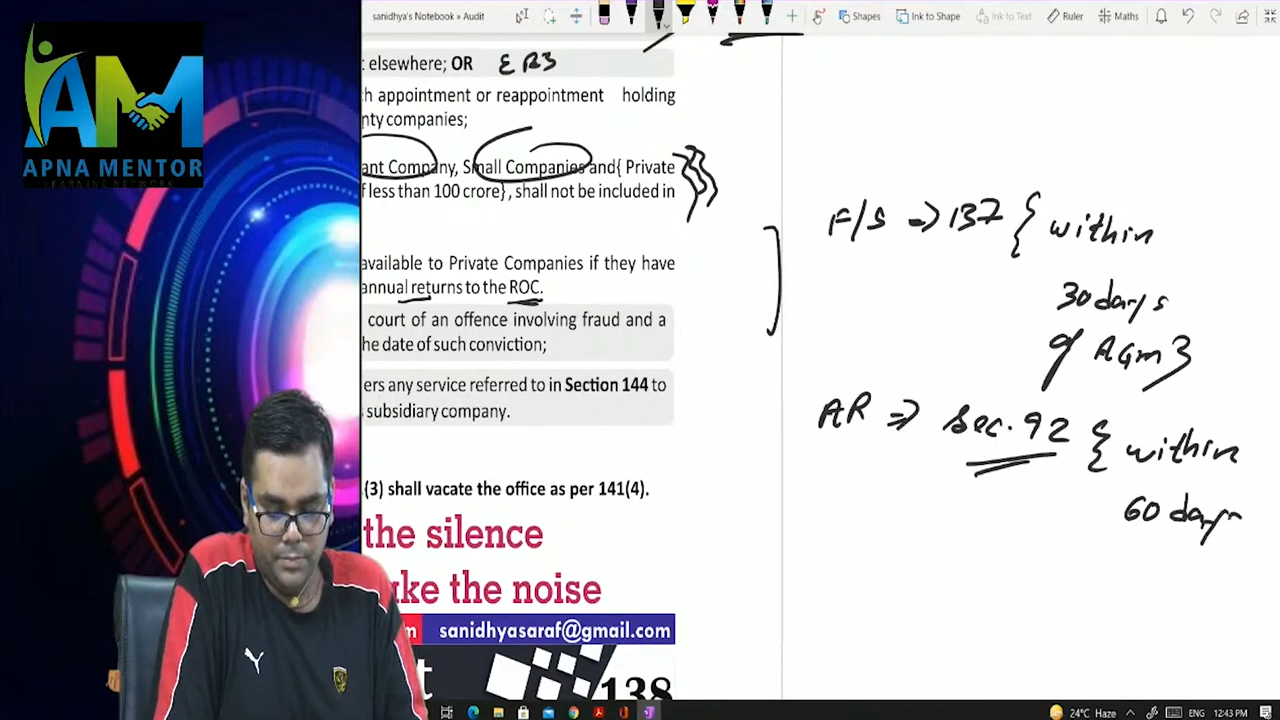 sanidhya's Notebook » Audit
Shapes
Ink to Shape
Ink to Text
Ruler
Maths
AM
APNA MENTOR
LEARNING NETWORK
t elsewhere; OR
ch appointment or reappointment holding
nty companies;
ant Company, Small Companies and{ Private
f less than 100 crore}, shall not be included in
available to Private Companies if they have
annual returns to the ROC.
court of an offence involving fraud and a
he date of such conviction;
ers any service referred to in Section 144 to
s subsidiary company.
(3) shall vacate the office as per 141(4).
the silence
ke the noise
m sanidhyasaraf@gmail.com
t
138
F/S => 137 { within
30 days
of AGM }
AR => Sec. 92 { within
60 days
24°C Haze
ENG
12:43 PM